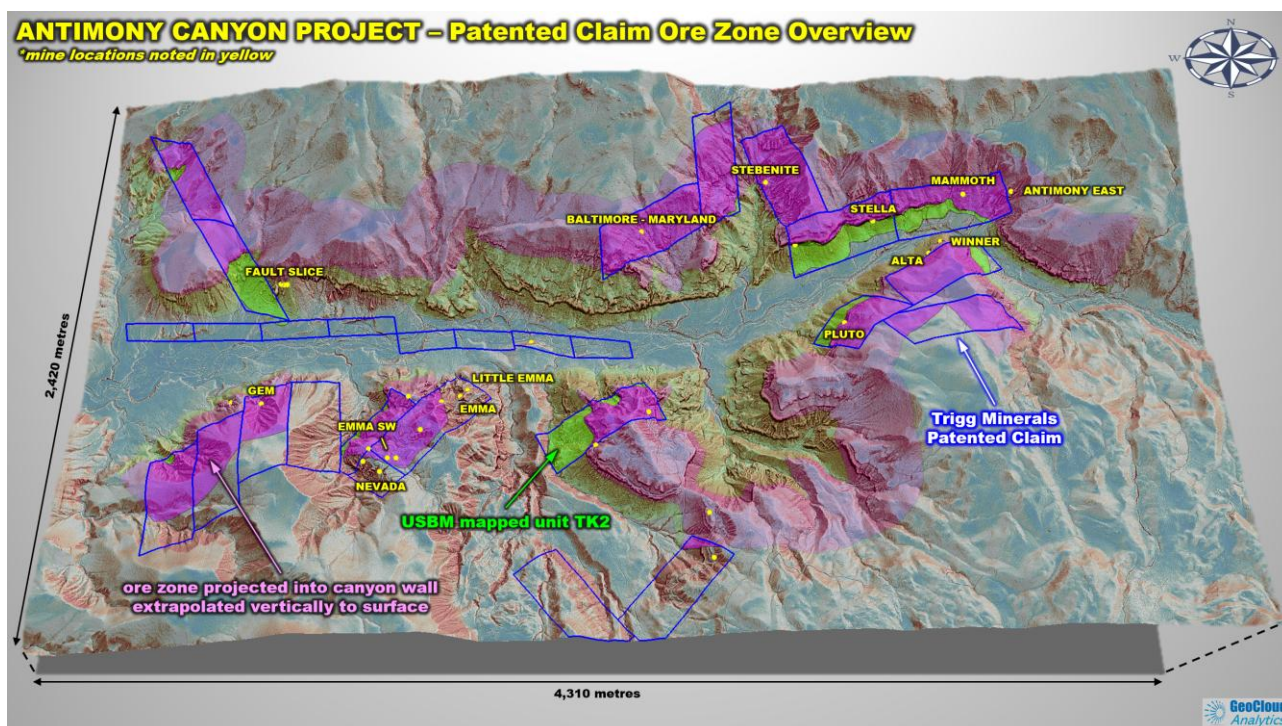 ANTIMONY CANYON PROJECT – Patented Claim Ore Zone Overview
*mine locations noted in yellow
N
W
E
S
STEBENITE
MAMMOTH
ANTIMONY EAST
BALTIMORE - MARYLAND
STELLA
WINNER
ALTA
FAULT SLICE
PLUTO
2,420 metres
LITTLE EMMA
GEM
EMMA
EMMA SW
Trigg Minerals
Patented Claim
NEVADA
USBM mapped unit TK2
ore zone projected into canyon wall
extrapolated vertically to surface
4,310 metres
GeoCloud
Analytics